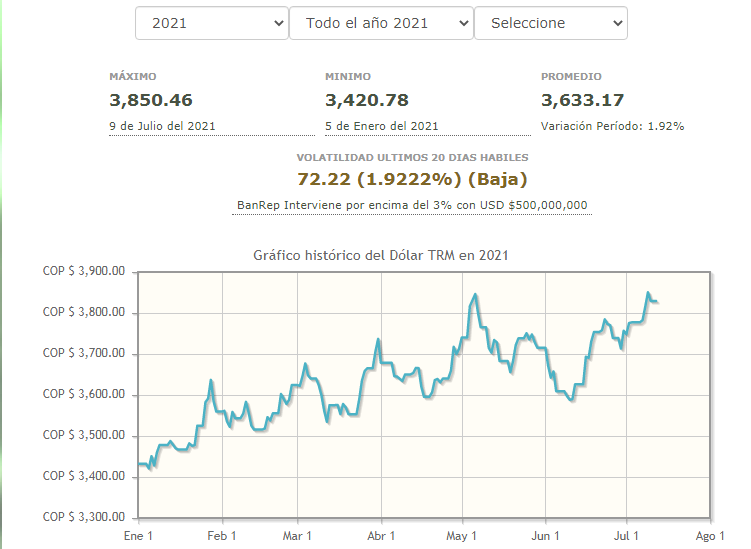 2021 Todo el año 2021 Seleccione
MÁXIMO MINIMO PROMEDIO
3,850.46 3,420.78 3,633.17
9 de Julio del 2021 5 de Enero del 2021 Variación Período: 1.92%
VOLATILIDAD ULTIMOS 20 DIAS HABILES
72.22 (1.9222%) (Baja)
BanRep Interviene por encima del 3% con USD $500,000,000
Gráfico histórico del Dólar TRM en 2021
COP $ 3,900.00
COP $ 3,800.00
COP $ 3,700.00
COP $ 3,600.00
COP $ 3,500.00
COP $ 3,400.00
COP $ 3,300.00
Ene 1 Feb 1 Mar 1 Abr 1 May 1 Jun 1 Jul 1 Ago 1